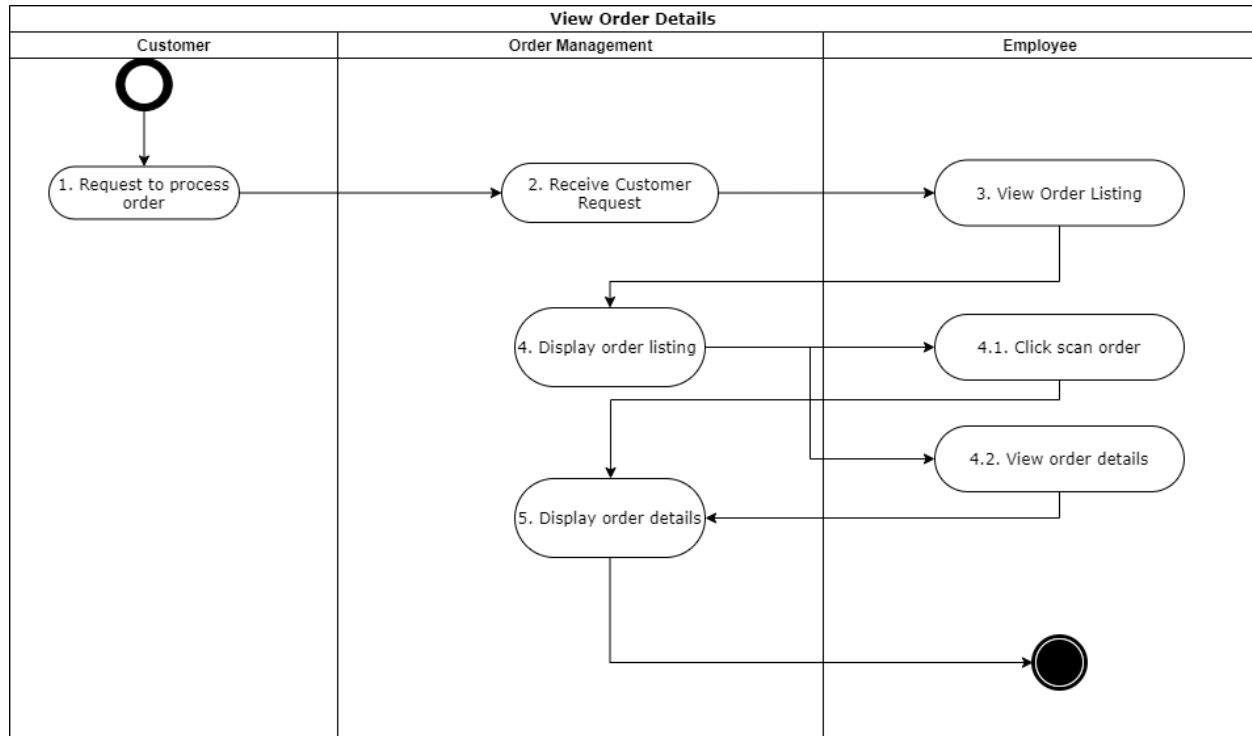 View Order Details
Customer
Order Management
Employee
1. Request to process
order
2. Receive Customer
Request
3. View Order Listing
4. Display order listing
4.1. Click scan order
4.2. View order details
5. Display order details